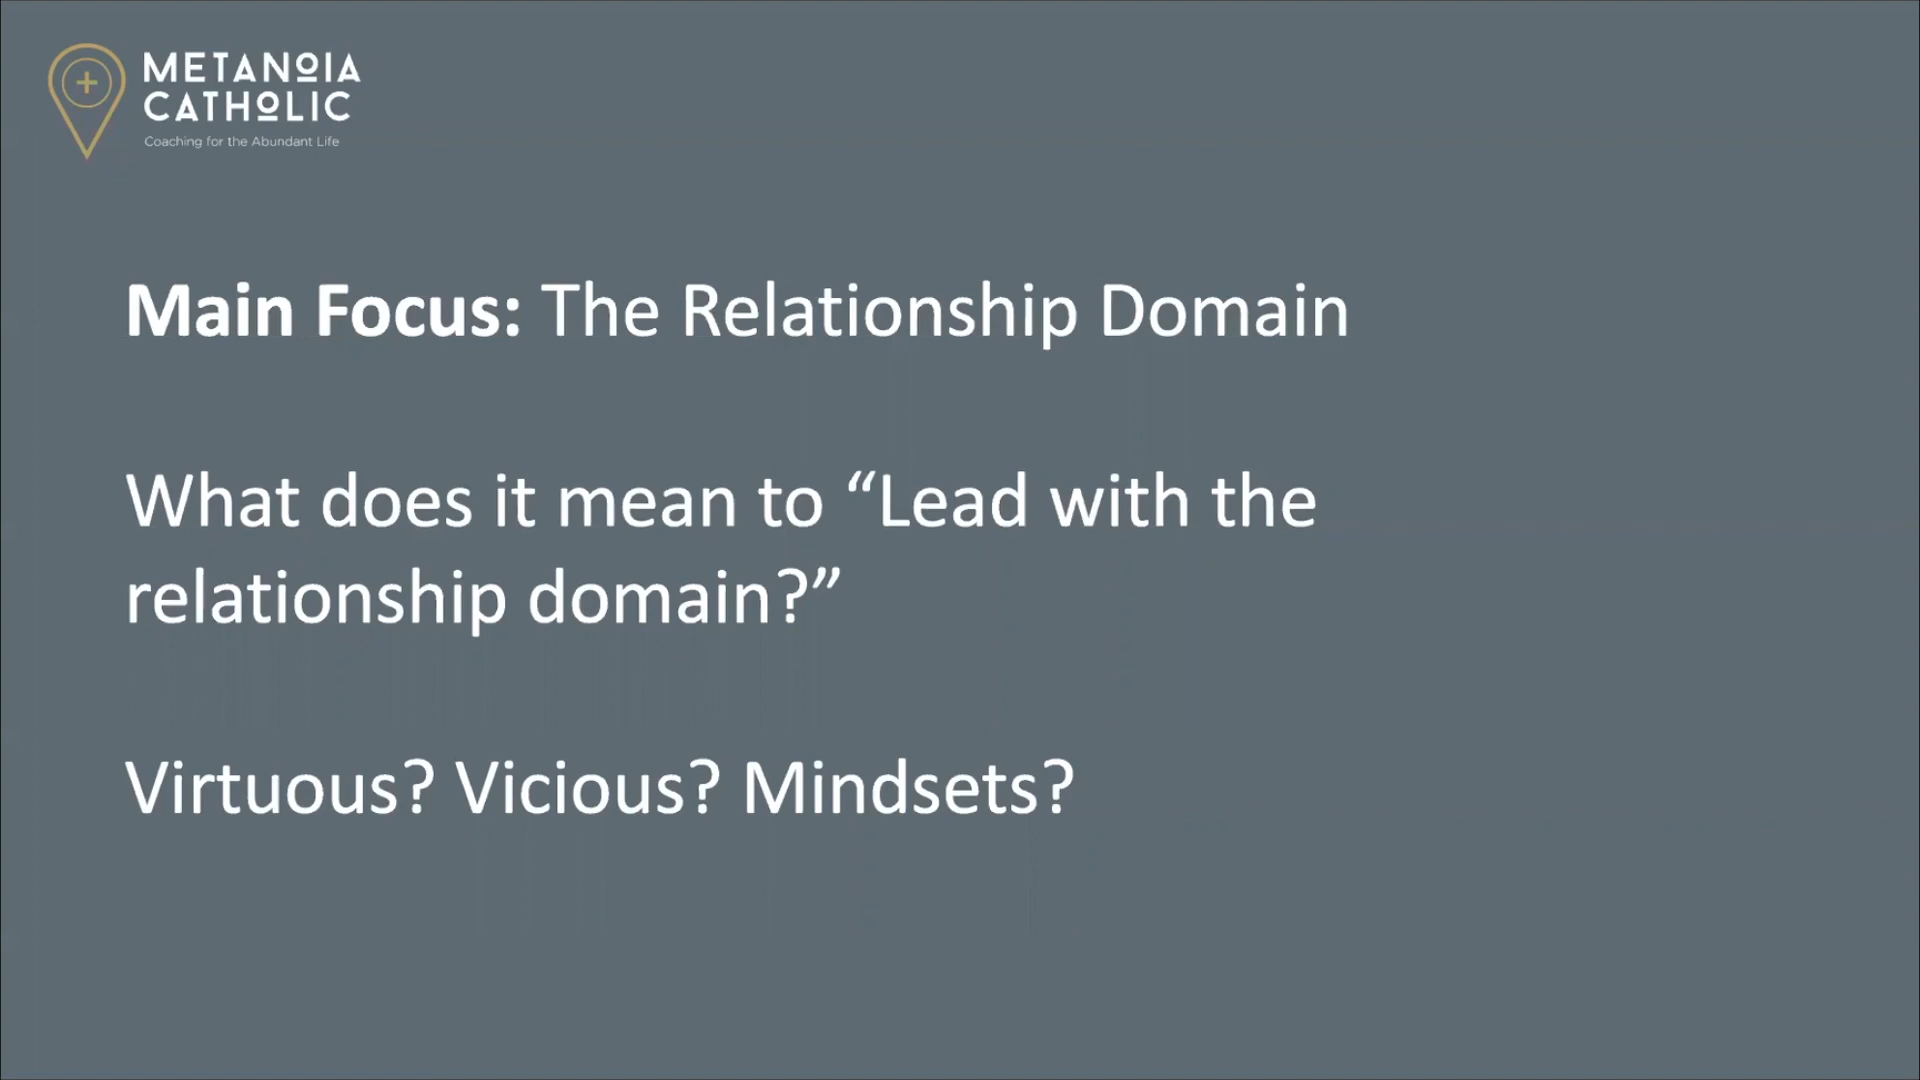 METANOIA
CATHOLIC
Coaching for the Abundant Life
Main Focus: The Relationship Domain
What does it mean to “Lead with the
relationship domain?”
Virtuous? Vicious? Mindsets?